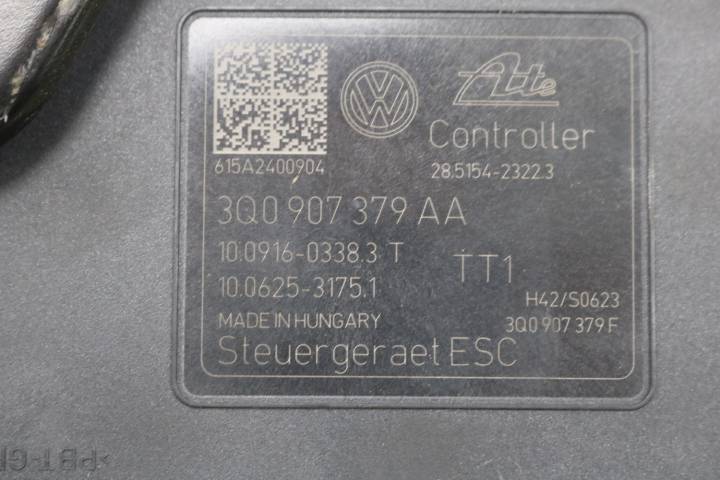 Ate
Controller
615A2400904
28.5154-2322.3
3Q0 907 379 AA
10.0916-0338.3 T
TT1
10.0625-3175.1
H42/S0623
MADE IN HUNGARY
3Q0 907 379 F
Steuergeraet ESC